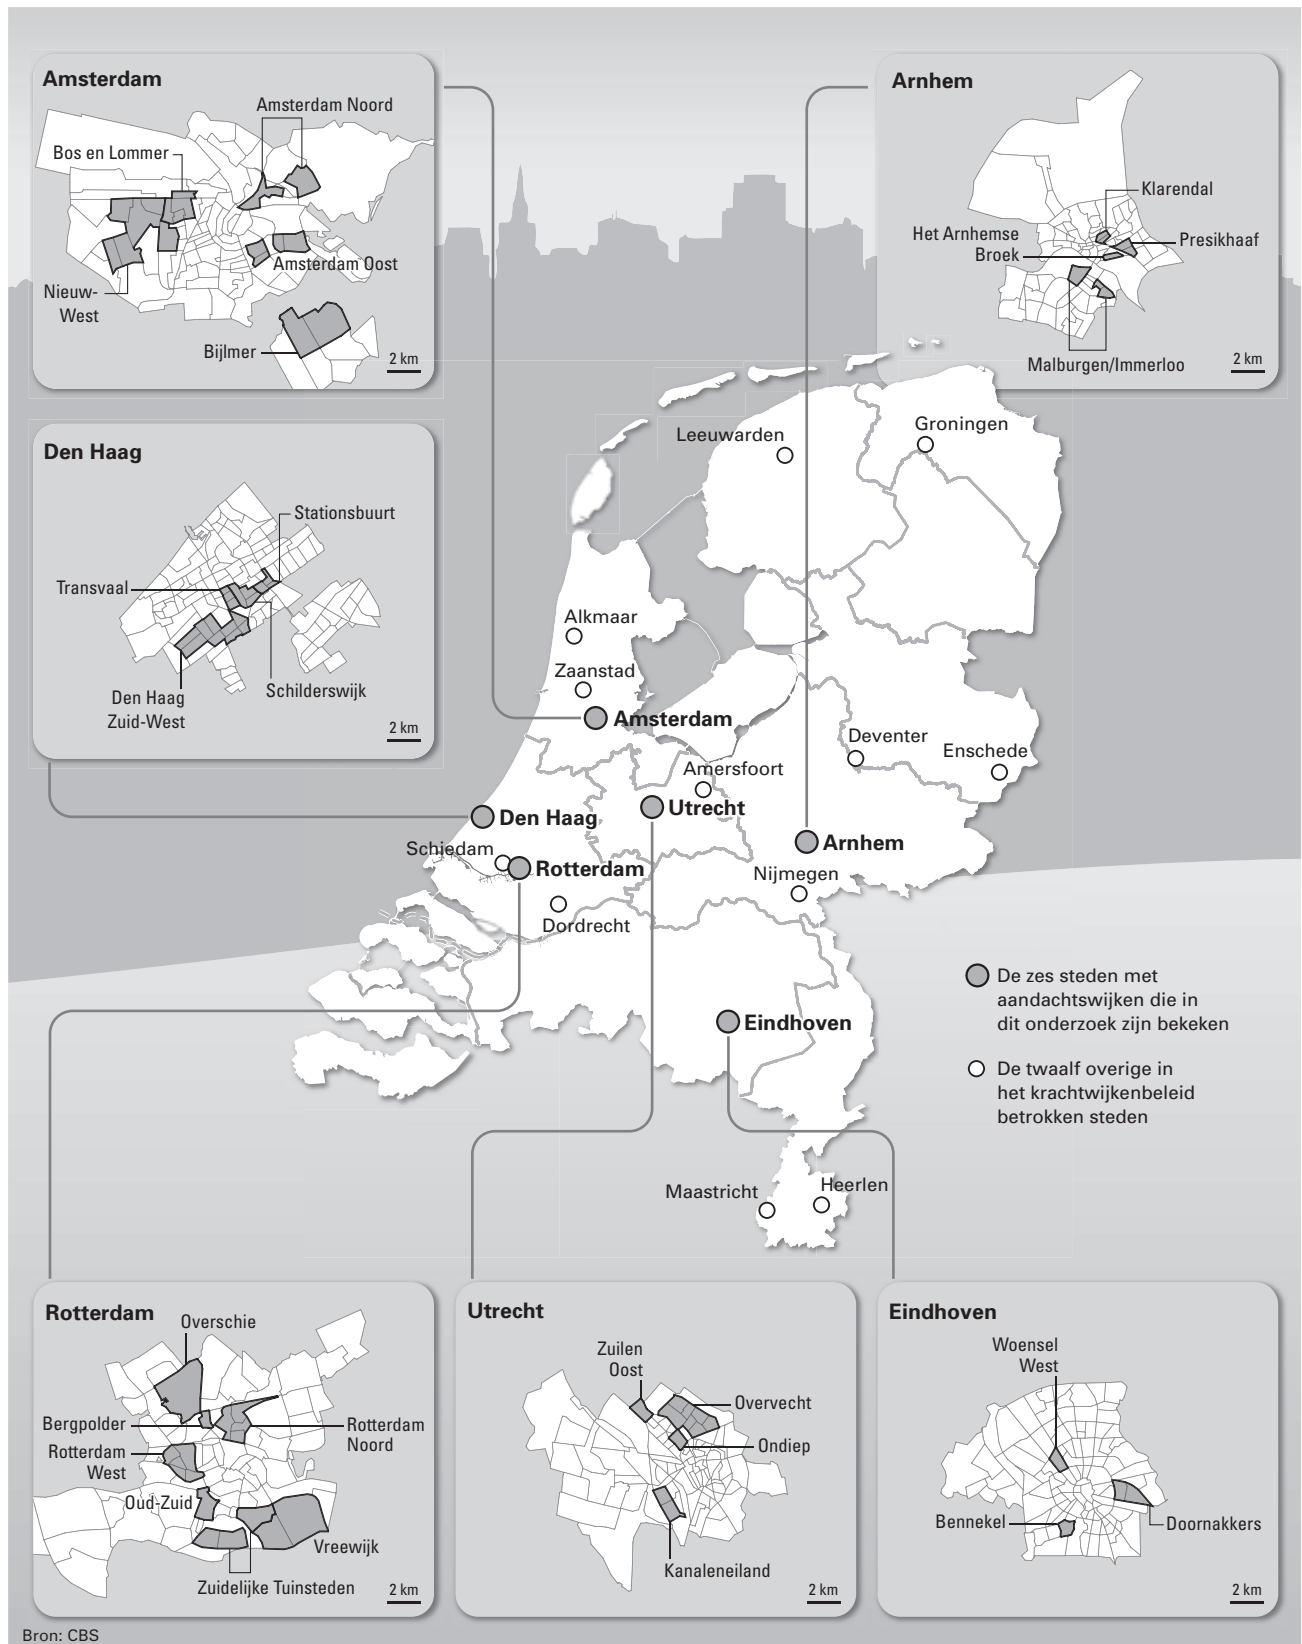 Amsterdam
Amsterdam Noord
Bos en Lommer
Amsterdam Oost
Nieuw-
West
Bijlmer
2 km
Arnhem
Klarendal
Het Arnhemse
Broek
Presikhaaf
Malburgen/Immerloo
2 km
Den Haag
Stationsbuurt
Transvaal
Den Haag
Zuid-West
Schilderswijk
2 km
Leeuwarden
Groningen
Alkmaar
Zaanstad
Amsterdam
Deventer
Enschede
Amersfoort
Utrecht
Den Haag
Schiedam
Rotterdam
Arnhem
Nijmegen
Dordrecht
Eindhoven
Maastricht
Heerlen
De zes steden met
aandachtswijken die in
dit onderzoek zijn bekeken
De twaalf overige in
het krachtwijkenbeleid
betrokken steden
Rotterdam
Overschie
Bergpolder
Rotterdam
Noord
Rotterdam
West
Oud-Zuid
Vreewijk
Zuidelijke Tuinsteden
2 km
Utrecht
Zuilen
Oost
Overvecht
Ondiep
Kanaleneiland
2 km
Eindhoven
Woensel
West
Bennekel
Doornakkers
2 km
Bron: CBS